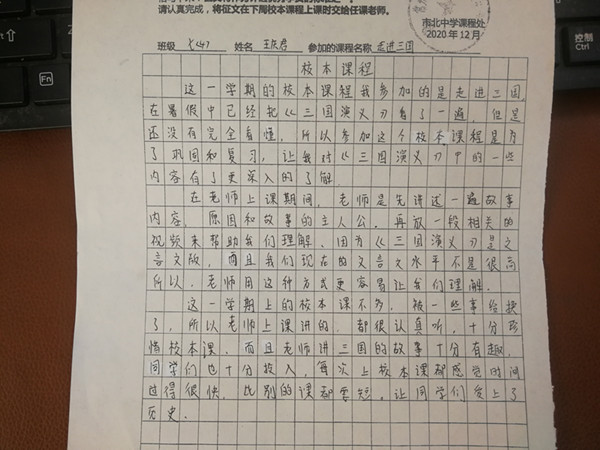 请认真完成，将征文在下周校本课程上课时交给任课老师。
市北中学课程处
2020年12月
班级 七(4) 姓名 参加的课程名称 走进三国
校本课程
这一学期的校本课程我参加的是走进三国，
在暑假中已经把《三国演义》看了一遍，但是
还没有完全看懂，所以参加这个校本课程是为
了巩固和复习，让我对《三国演义》中的一些
内容有了更深入的了解。
在老师上课期间，老师是先讲述一遍故事
内容，原因和故事的主人公，再放一段相关的
视频来帮助我们理解、因为《三国演义》是文
言文版，而且我们现在的文言文水平不是很高
所以，老师用这种方式更容易让我们理解。
这一学期上的校本课不多，被一些事给换
了，所以老师上课讲的，都很认真听，十分珍
惜校本课，而且老师讲三国的故事十分有趣，
同学们也十分投入，每次上校本课都感觉时间
过得很快，比别的课都要短，让同学们爱上了
历史。
Fn
控制
Ctrl